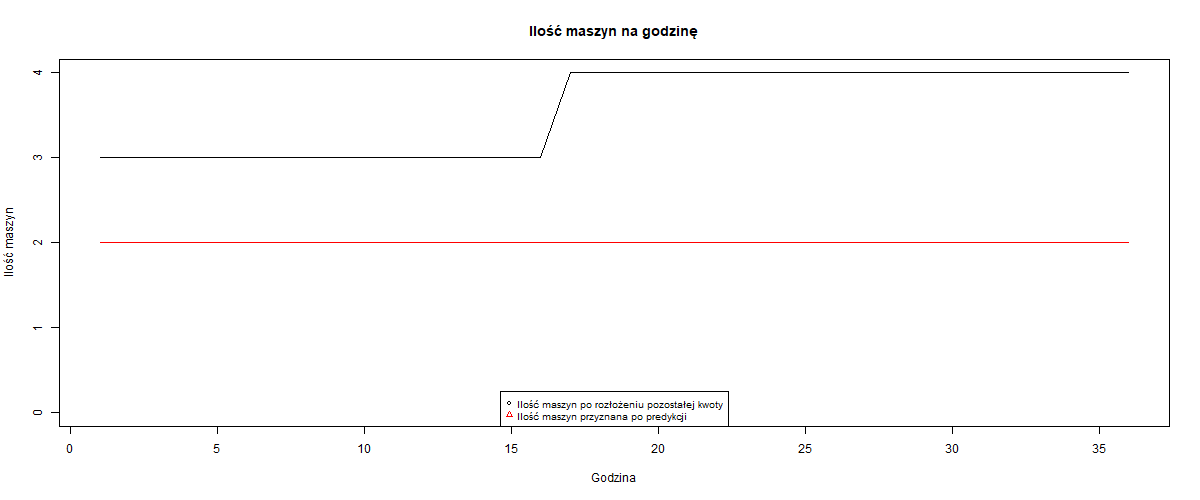 Ilość maszyn na godzinę
4
3
2
1
0
Ilość maszyn
Ilość maszyn po rozłożeniu pozostałej kwoty
Ilość maszyn przyznana po predykcji
0 5 10 15 20 25 30 35
Godzina